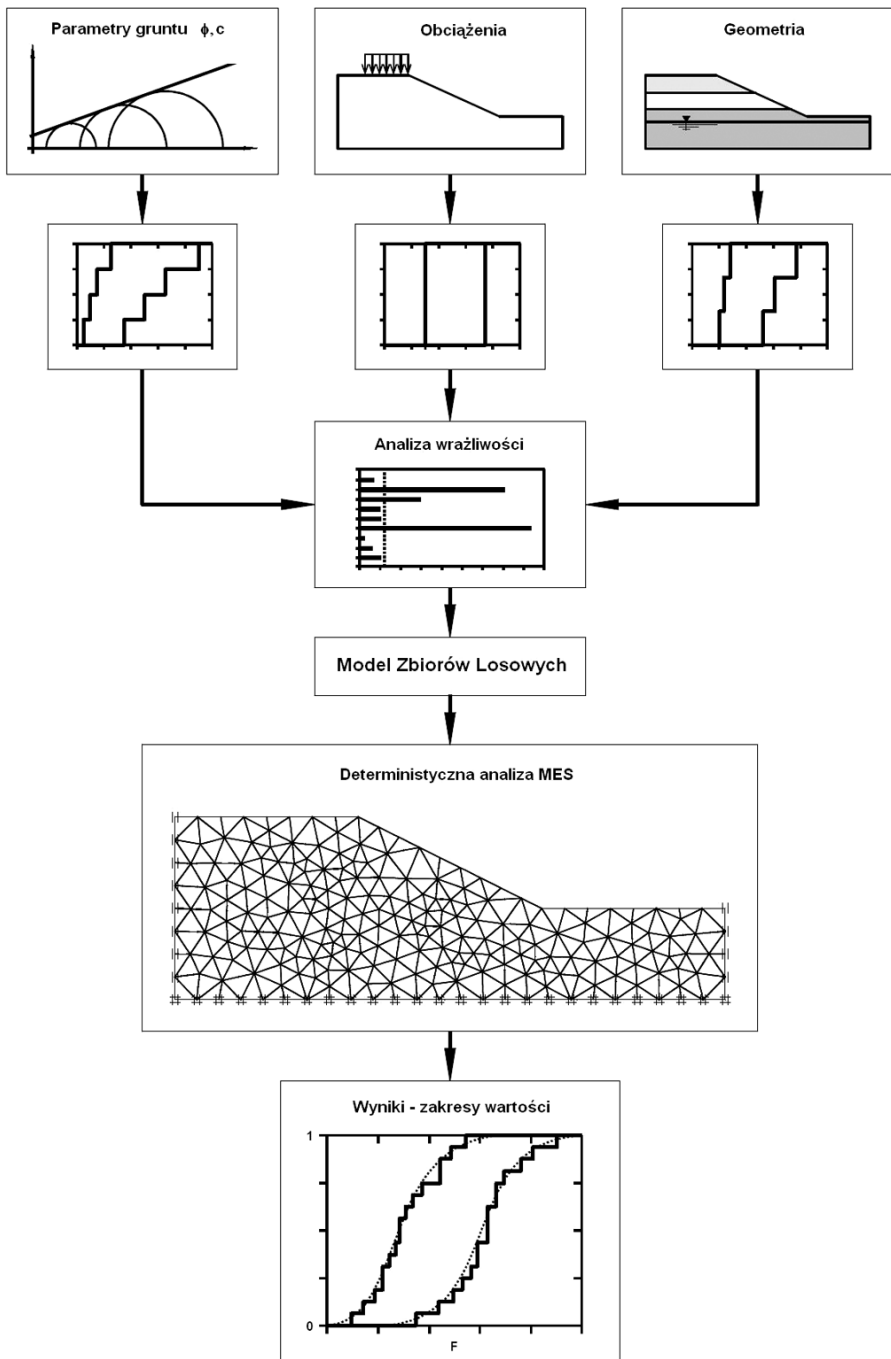 Parametry gruntu ϕ, c
Obciążenia
Geometria
Analiza wrażliwości
Model Zbiorów Losowych
Deterministyczna analiza MES
Wyniki - zakresy wartości
1
0
F